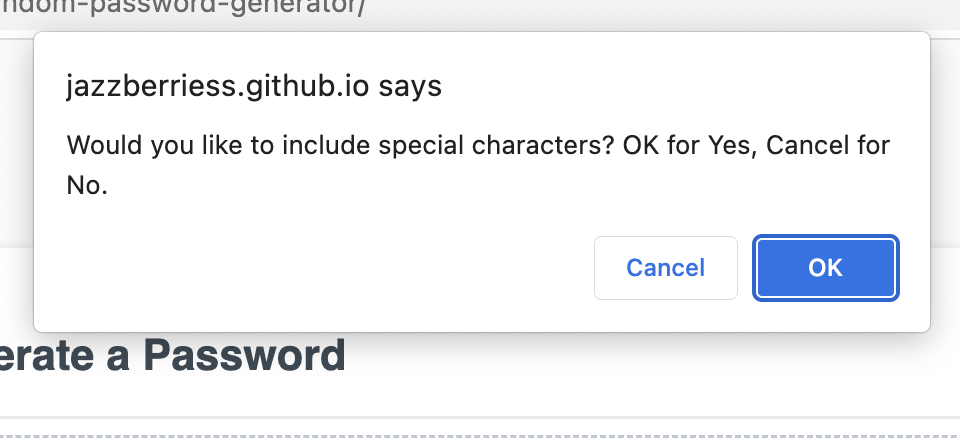 ndom-password-generator/
jazzberriess.github.io says
Would you like to include special characters? OK for Yes, Cancel for
No.
Cancel
OK
erate a Password